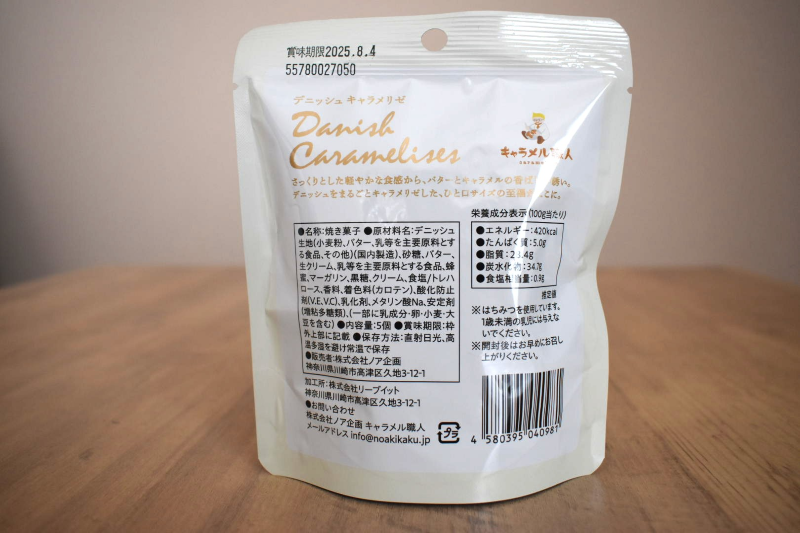 賞味期限2025.8.4
55780027050
デニッシュ キャラメリゼ
Danish
Caramelises
キャラメル職人
さっくりとした軽やかな食感から、バターとキャラメルの香ば
デニッシュをまるごとキャラメリゼした、ひと口サイズの至
●名称:焼き菓子 ●原材料名:デニッシュ
生地(小麦粉、バター、乳等を主要原料とす
る食品、その他)(国内製造)、砂糖、バター、
生クリーム、乳等を主要原料とする食品、蜂
蜜、マーガリン、黒糖、クリーム、食塩/トレハ
ロース、香料、着色料(カロテン)、酸化防止
剤(V.E,V.C)、乳化剤、メタリン酸Na、安定剤
(増粘多糖類)、(一部に乳成分・卵・小麦・大
豆を含む) ●内容量:5個 ●賞味期限:枠
外上部に記載 ●保存方法:直射日光、高
温多湿を避け常温で保存
●販売者:株式会社ノア企画
神奈川県川崎市高津区久地3-12-1
加工所:株式会社リーブイット
神奈川県川崎市高津区久地3-12-1
●お問い合わせ
株式会社ノア企画 キャラメル職人
メールアドレス info@noakikaku.jp
プラ
栄養成分表示(100g当たり)
●エネルギー:420kcal
●たんぱく質:5.0g
●脂質:28.4g
●炭水化物:34.7g
●食塩相当量:0.9g
推定値
※はちみつを使用しています。
1歳未満の乳児には与えな
いでください。
※開封後はお早めにお召し
上がりください。
4 580395 040981